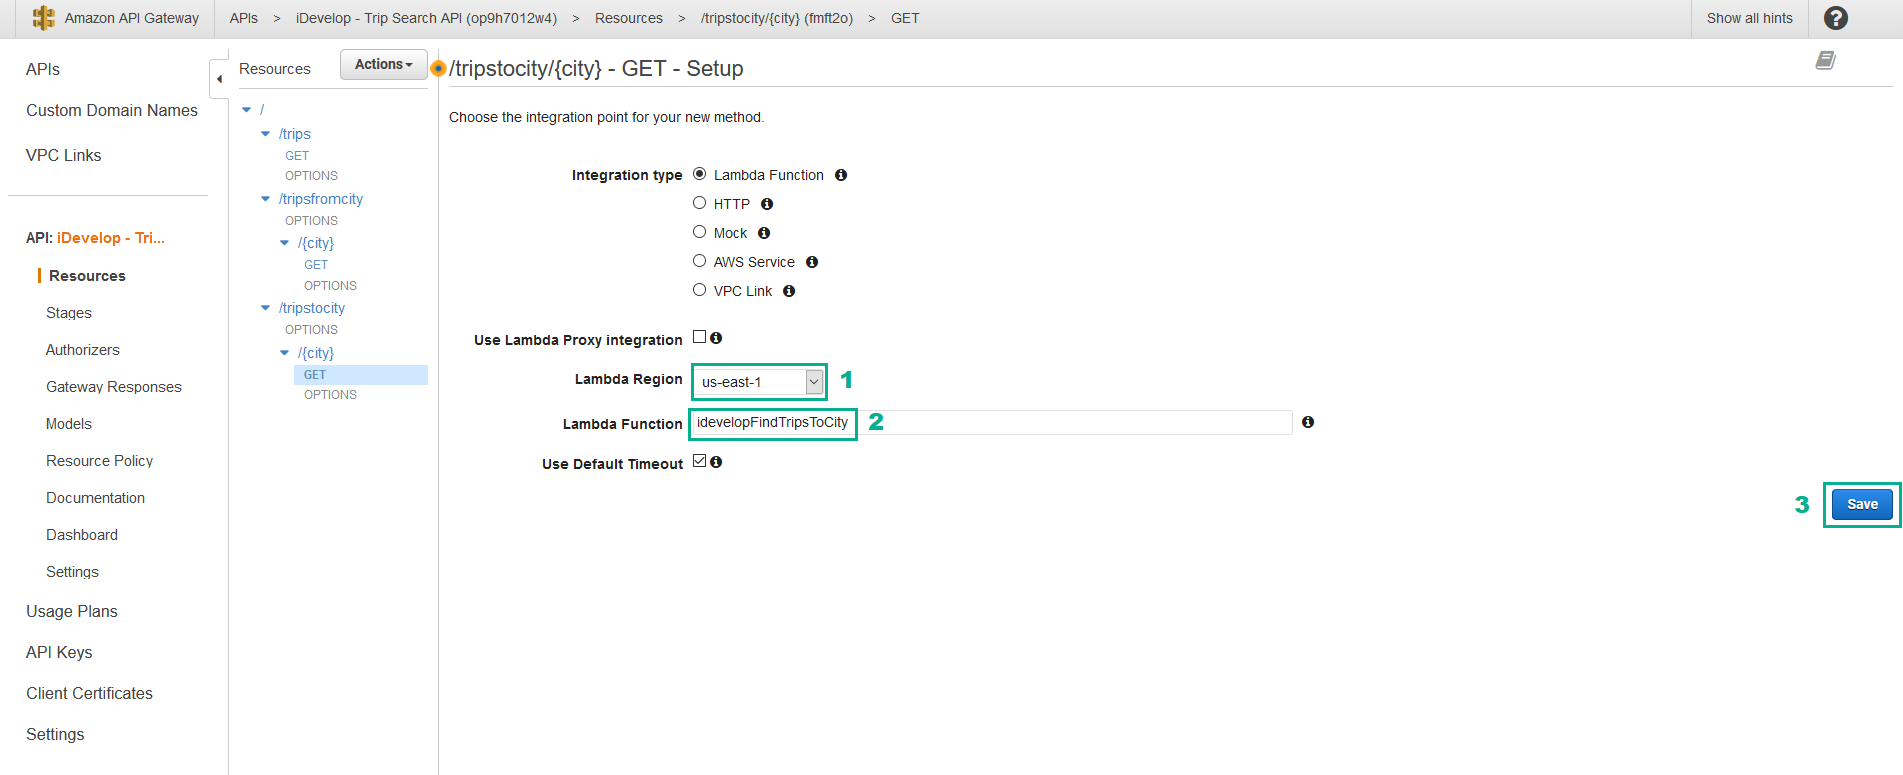 Amazon API Gateway
APIs > iDevelop - Trip Search API (op9h7012w4) > Resources > /tripstocity/{city} (fmft2o) > GET
Show all hints
?
APIs
Custom Domain Names
VPC Links
API: iDevelop - Tri...
Resources
Stages
Authorizers
Gateway Responses
Models
Resource Policy
Documentation
Dashboard
Settings
Usage Plans
API Keys
Client Certificates
Settings
Resources
Actions
/
/trips
GET
OPTIONS
/tripsfromcity
OPTIONS
/{city}
GET
OPTIONS
/tripstocity
OPTIONS
/{city}
GET
OPTIONS
/tripstocity/{city} - GET - Setup
Choose the integration point for your new method.
Integration type Lambda Function
HTTP
Mock
AWS Service
VPC Link
Use Lambda Proxy integration
Lambda Region us-east-1 1
Lambda Function idevelopFindTripsToCity 2
Use Default Timeout
3 Save